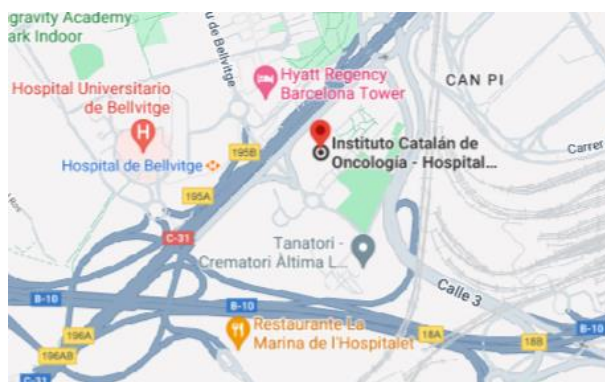 gravity Academy
ark Indoor
u de Bellvitge
Hyatt Regency
Barcelona Tower
CAN PI
Hospital Universitario
de Bellvitge
H
Hospital de Bellvitge
195B
Instituto Catalán de
Oncología - Hospital...
Carrer
195A
Ros
C-31
Tanatori -
Crematori Àltima L...
Calle 3
B-10
B-10
B-10
196A
196AB
Restaurante La
Marina de l'Hospitalet
18A
18B